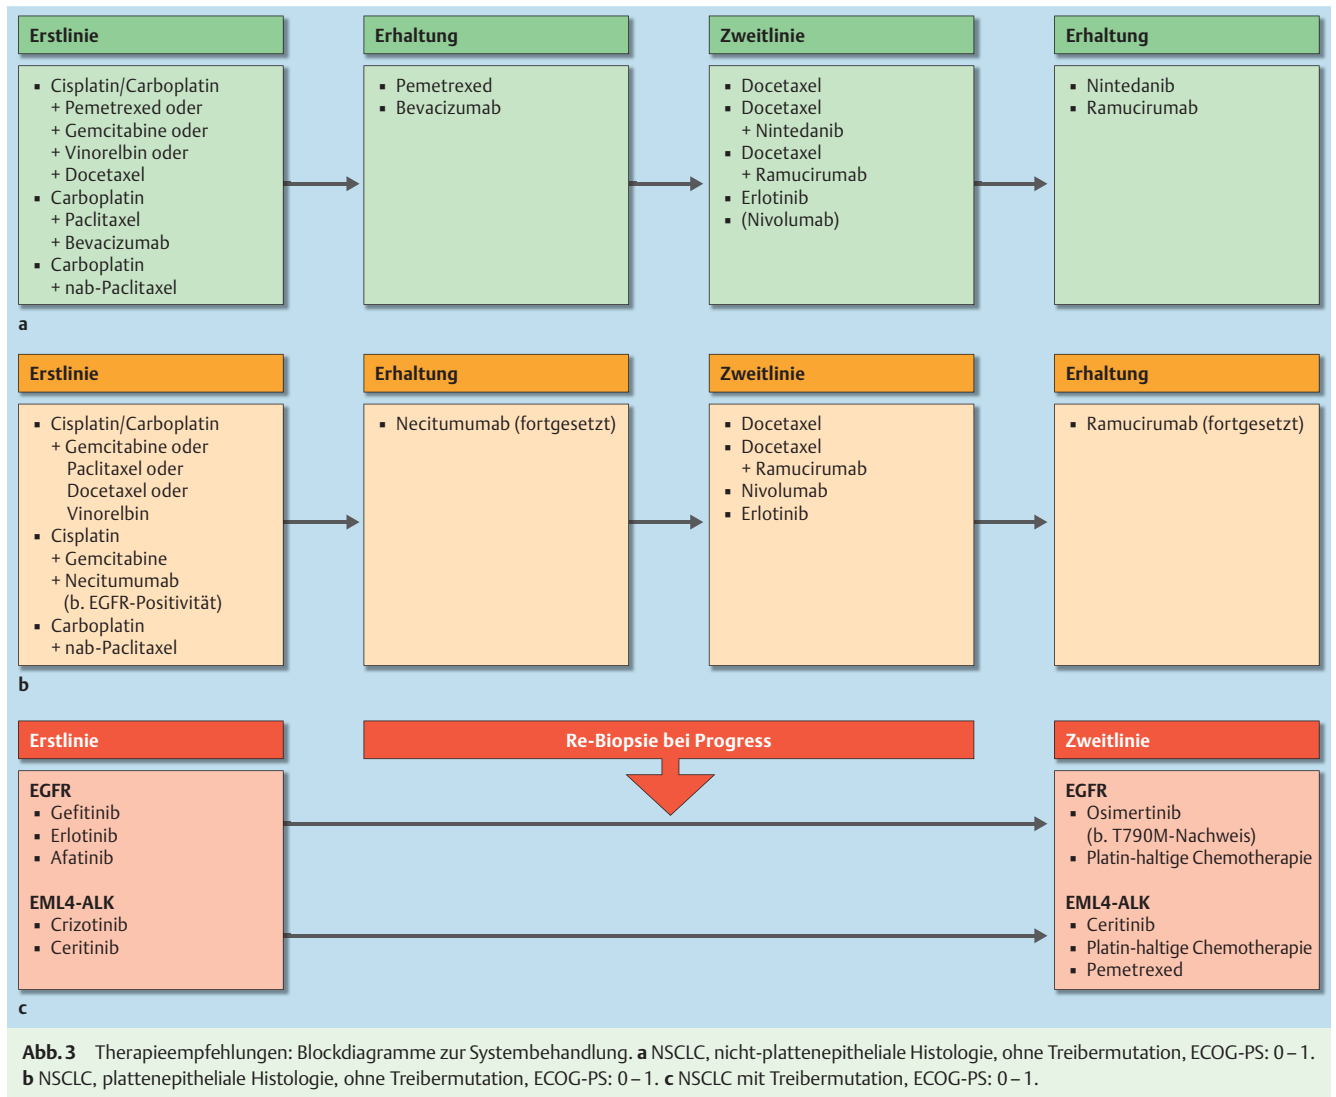 Erstlinie
▪ Cisplatin/Carboplatin
+ Pemetrexed oder
+ Gemcitabine oder
+ Vinorelbin oder
+ Docetaxel
▪ Carboplatin
+ Paclitaxel
+ Bevacizumab
▪ Carboplatin
+ nab-Paclitaxel
Erhaltung
▪ Pemetrexed
▪ Bevacizumab
Zweitlinie
▪ Docetaxel
▪ Docetaxel
+ Nintedanib
▪ Docetaxel
+ Ramucirumab
▪ Erlotinib
▪ (Nivolumab)
Erhaltung
▪ Nintedanib
▪ Ramucirumab
a
Erstlinie
▪ Cisplatin/Carboplatin
+ Gemcitabine oder
Paclitaxel oder
Docetaxel oder
Vinorelbin
▪ Cisplatin
+ Gemcitabine
+ Necitumumab
(b. EGFR-Positivität)
▪ Carboplatin
+ nab-Paclitaxel
Erhaltung
▪ Necitumumab (fortgesetzt)
Zweitlinie
▪ Docetaxel
▪ Docetaxel
+ Ramucirumab
▪ Nivolumab
▪ Erlotinib
Erhaltung
▪ Ramucirumab (fortgesetzt)
b
Erstlinie
EGFR
▪ Gefitinib
▪ Erlotinib
▪ Afatinib
EML4-ALK
▪ Crizotinib
▪ Ceritinib
Re-Biopsie bei Progress
Zweitlinie
EGFR
▪ Osimertinib
(b. T790M-Nachweis)
▪ Platin-haltige Chemotherapie
EML4-ALK
▪ Ceritinib
▪ Platin-haltige Chemotherapie
▪ Pemetrexed
c
Abb. 3 Therapieempfehlungen: Blockdiagramme zur Systembehandlung. a NSCLC, nicht-plattenepitheliale Histologie, ohne Treibermutation, ECOG-PS: 0 – 1.
b NSCLC, plattenepitheliale Histologie, ohne Treibermutation, ECOG-PS: 0 – 1. c NSCLC mit Treibermutation, ECOG-PS: 0 – 1.